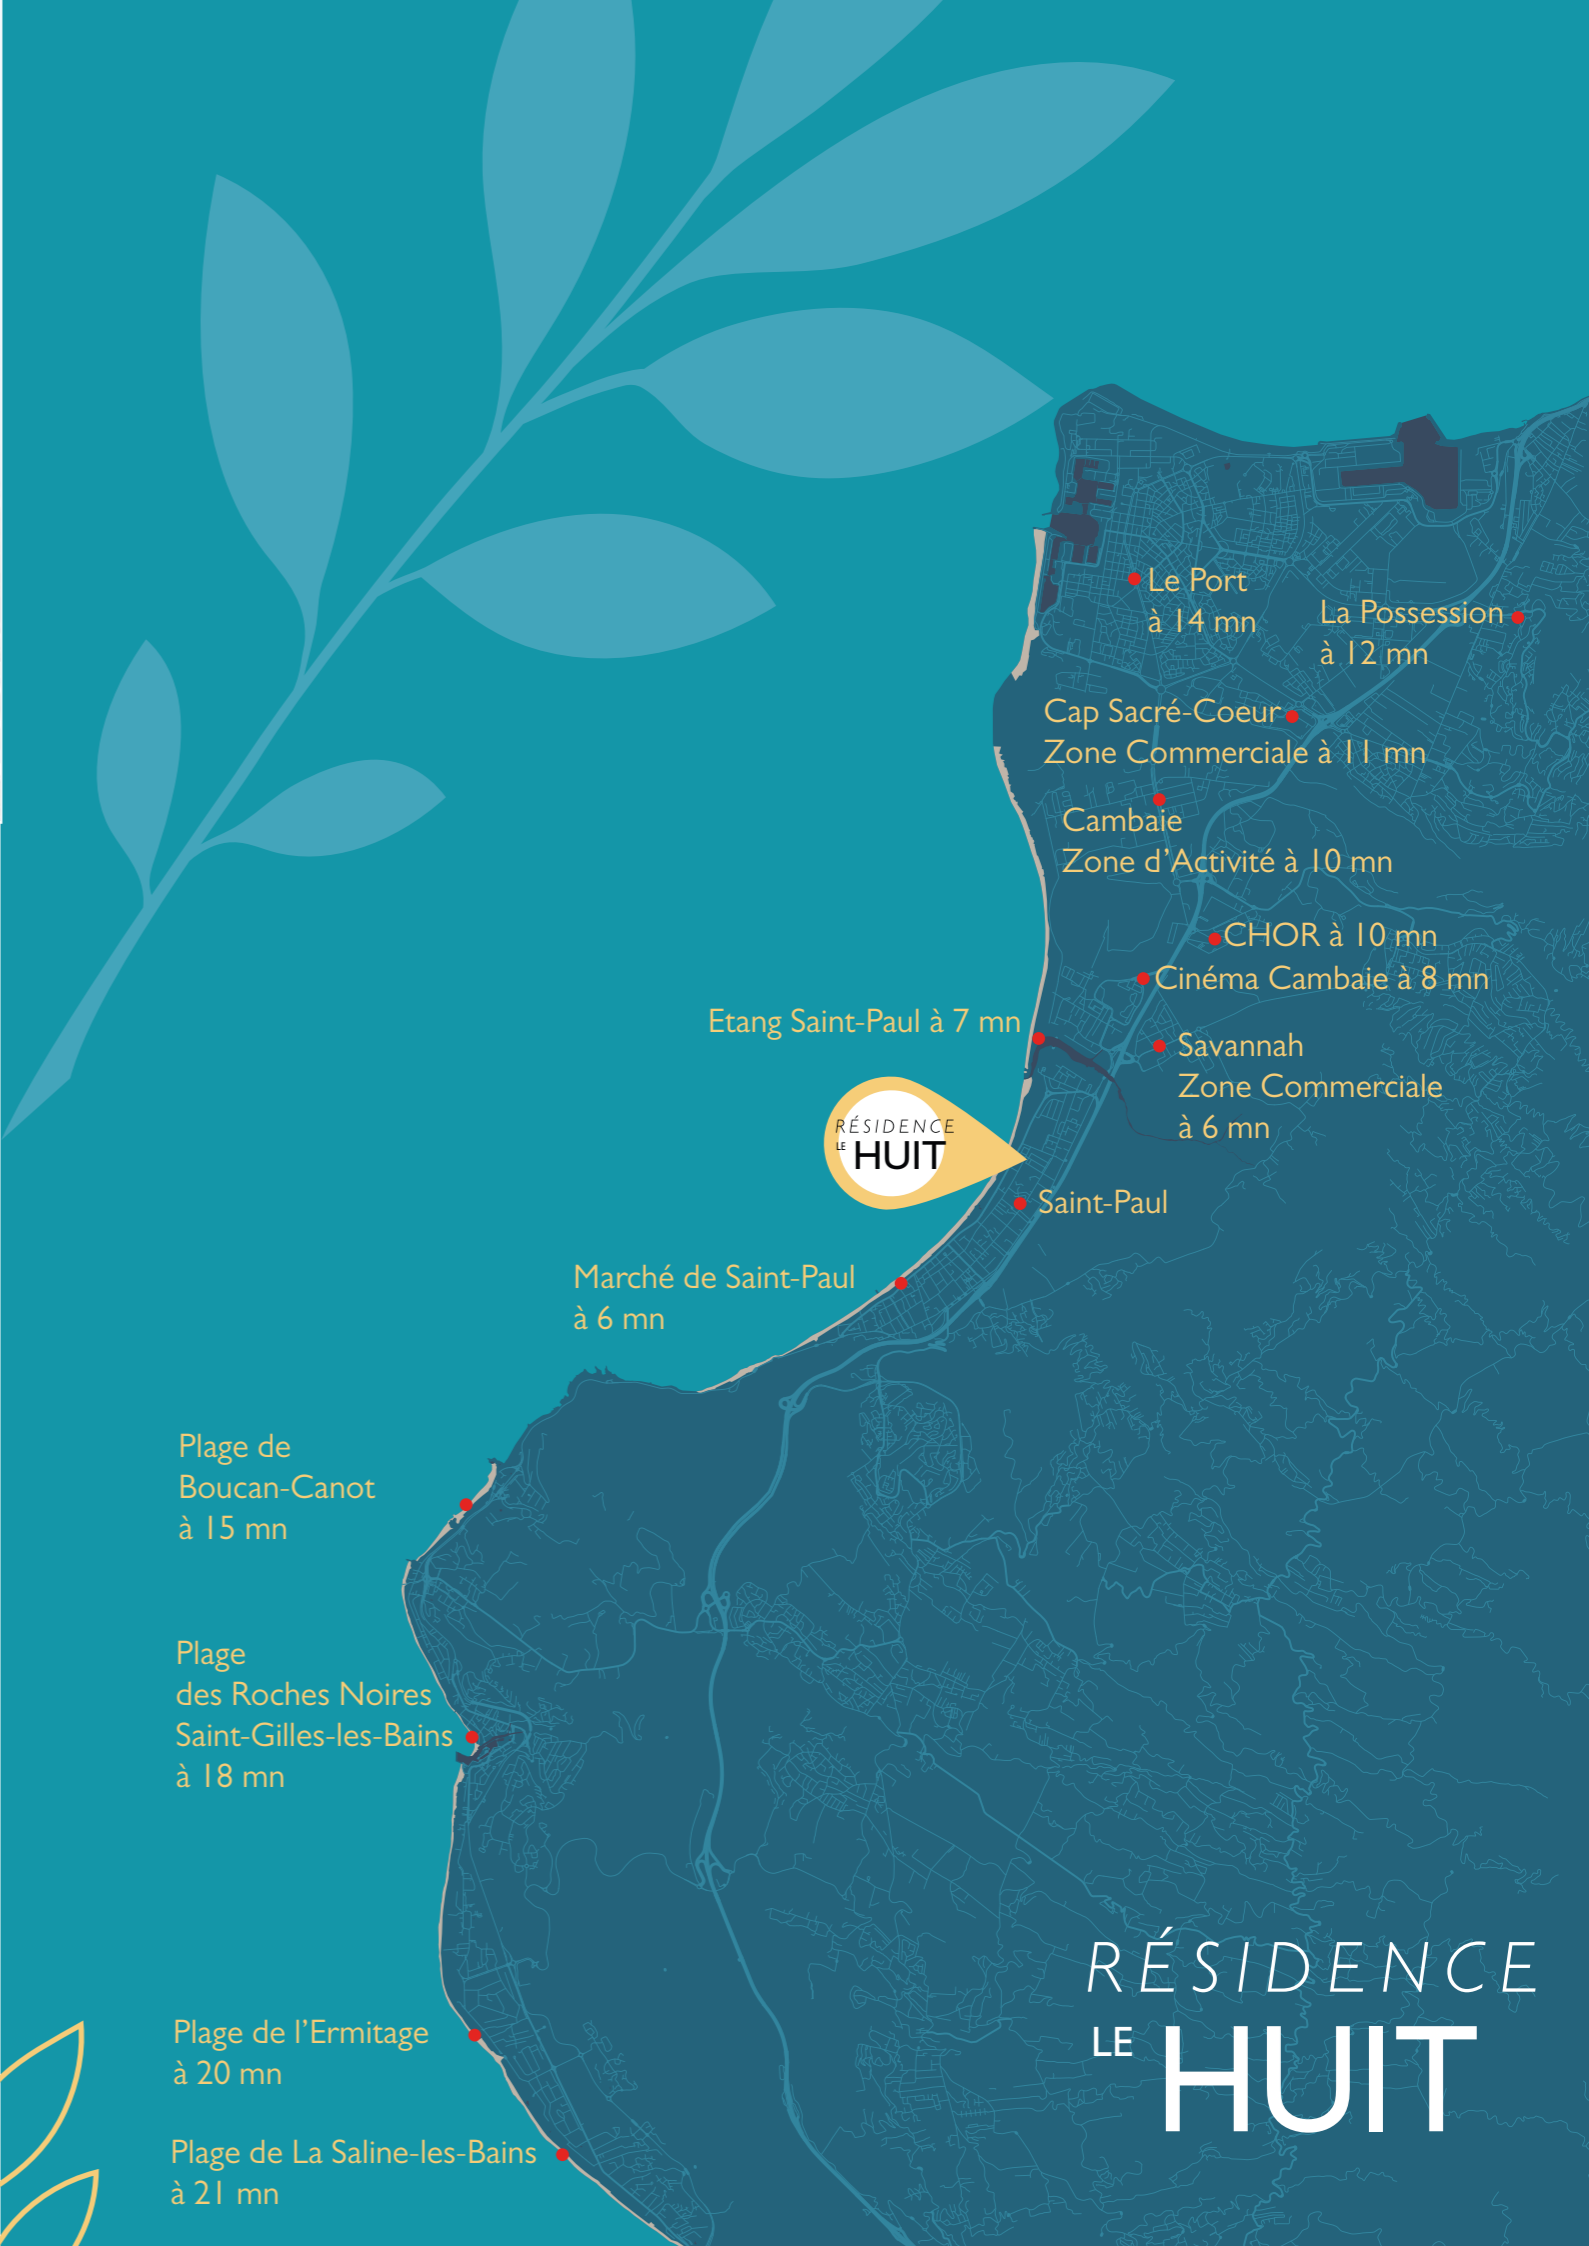 Le Port
à 14 mn
La Possession
à 12 mn
Cap Sacré-Coeur
Zone Commerciale à 11 mn
Cambaie
Zone d'Activité à 10 mn
CHOR à 10 mn
Cinéma Cambaie à 8 mn
Etang Saint-Paul à 7 mn
Savannah
Zone Commerciale
à 6 mn
RÉSIDENCE
LE HUIT
Saint-Paul
Marché de Saint-Paul
à 6 mn
Plage de
Boucan-Canot
à 15 mn
Plage
des Roches Noires
Saint-Gilles-les-Bains
à 18 mn
RÉSIDENCE
LE HUIT
Plage de l'Ermitage
à 20 mn
Plage de La Saline-les-Bains
à 21 mn